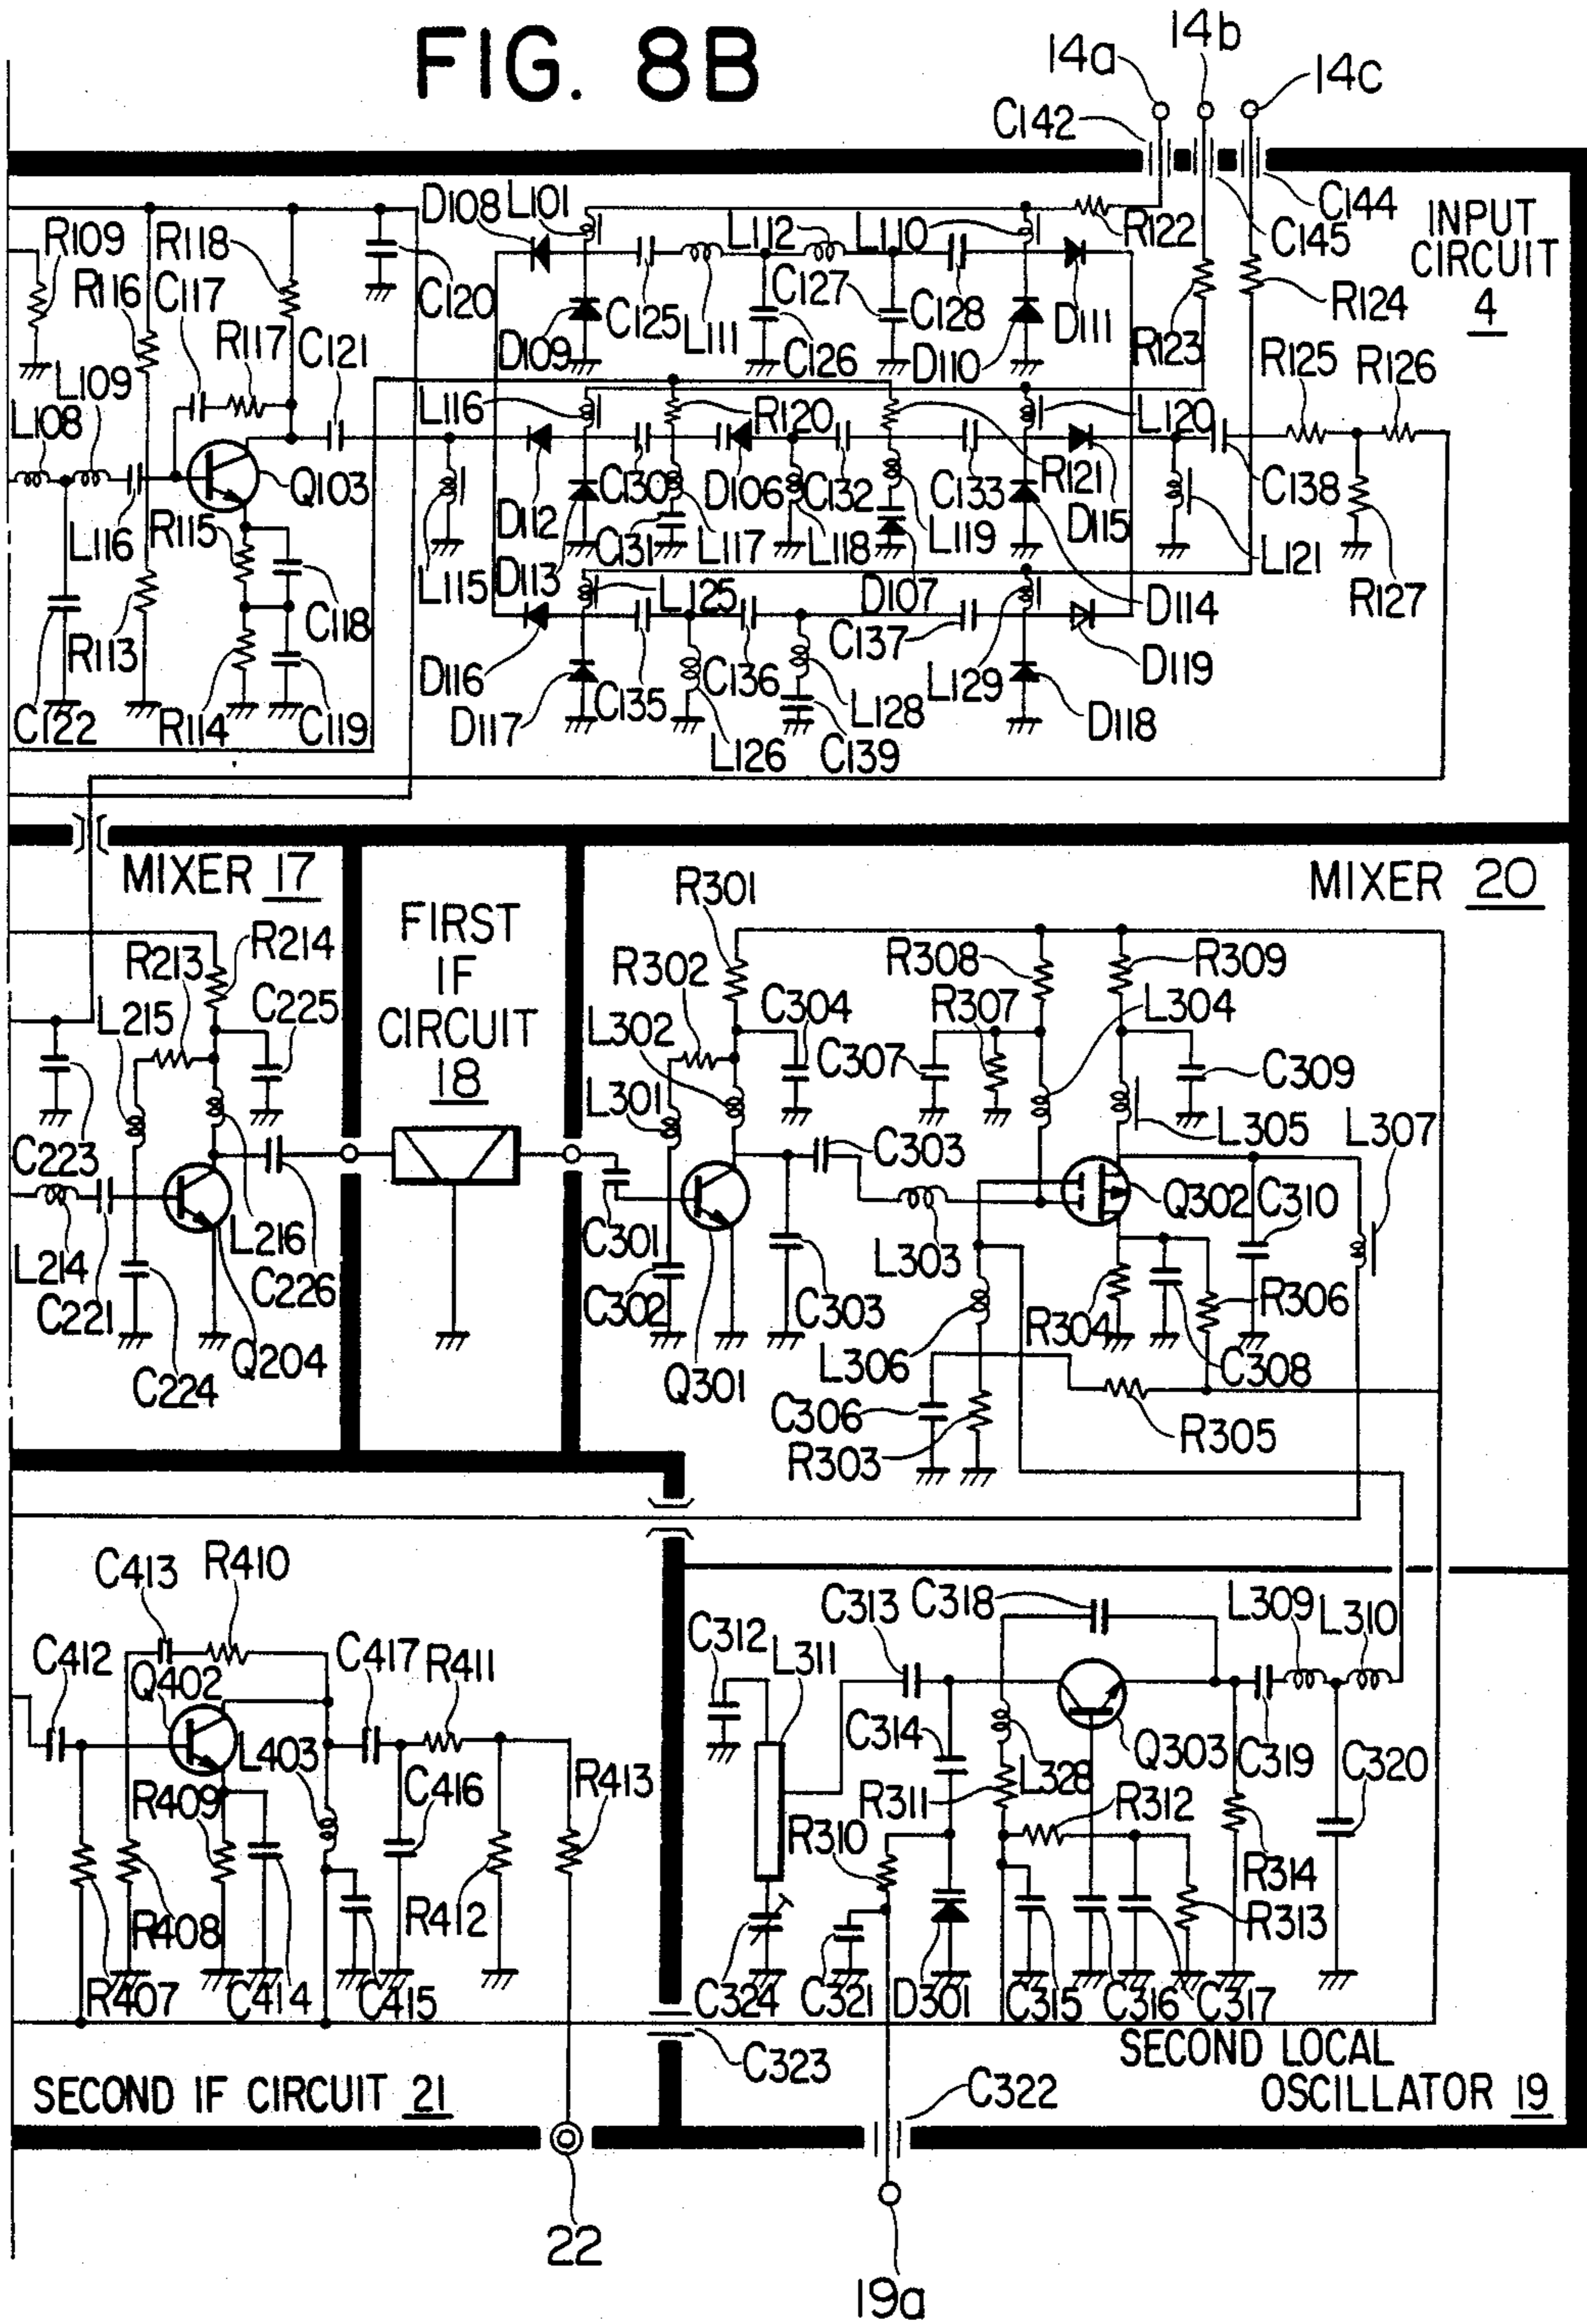 FIG. 8B
14a
14b
14c
C142
C144
C145
INPUT
CIRCUIT
4
R109
R118
R116
C117
R117
C121
C120
D108
L101
L112
L110
R122
R123
R124
R125
R126
C127
C128
D109
C125
L111
C126
D110
D111
L108
L109
L116
Q103
R115
L116
R120
L120
R121
C130
D106
C132
C133
D112
C131
L117
L118
L119
D115
C138
L121
L115
D113
L125
D107
D114
R127
C118
R113
C137
D119
D116
C135
C136
L128
L129
C122
R114
C119
D117
L126
C139
D118
MIXER 17
FIRST
IF
CIRCUIT
18
MIXER 20
R301
R213
R214
R302
R308
R309
L215
C225
L302
C304
R307
L304
C307
C309
L301
C303
L305
L307
C223
Q302
C310
L214
L216
C301
L303
C221
C226
C302
C303
R304
R306
Q204
Q301
L306
C308
C224
C306
R305
R303
C413
R410
C412
Q402
C417
R411
C312
L311
C313
C318
L309
L310
L403
C314
Q303
C319
C320
R409
C416
R413
R311
L328
R312
R310
R408
R412
R314
R313
R407
C414
C415
C324
C321
D301
C315
C316
C317
C323
SECOND LOCAL
OSCILLATOR 19
SECOND IF CIRCUIT 21
C322
22
19a